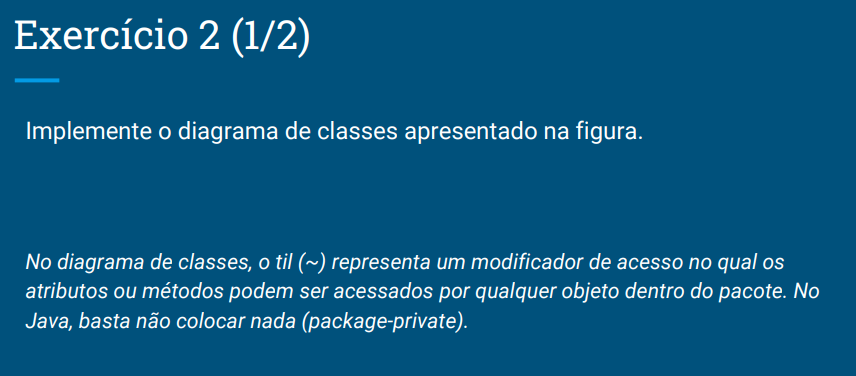 Exercício 2 (1/2)
Implemente o diagrama de classes apresentado na figura.
No diagrama de classes, o til (~) representa um modificador de acesso no qual os
atributos ou métodos podem ser acessados por qualquer objeto dentro do pacote. No
Java, basta não colocar nada (package-private).